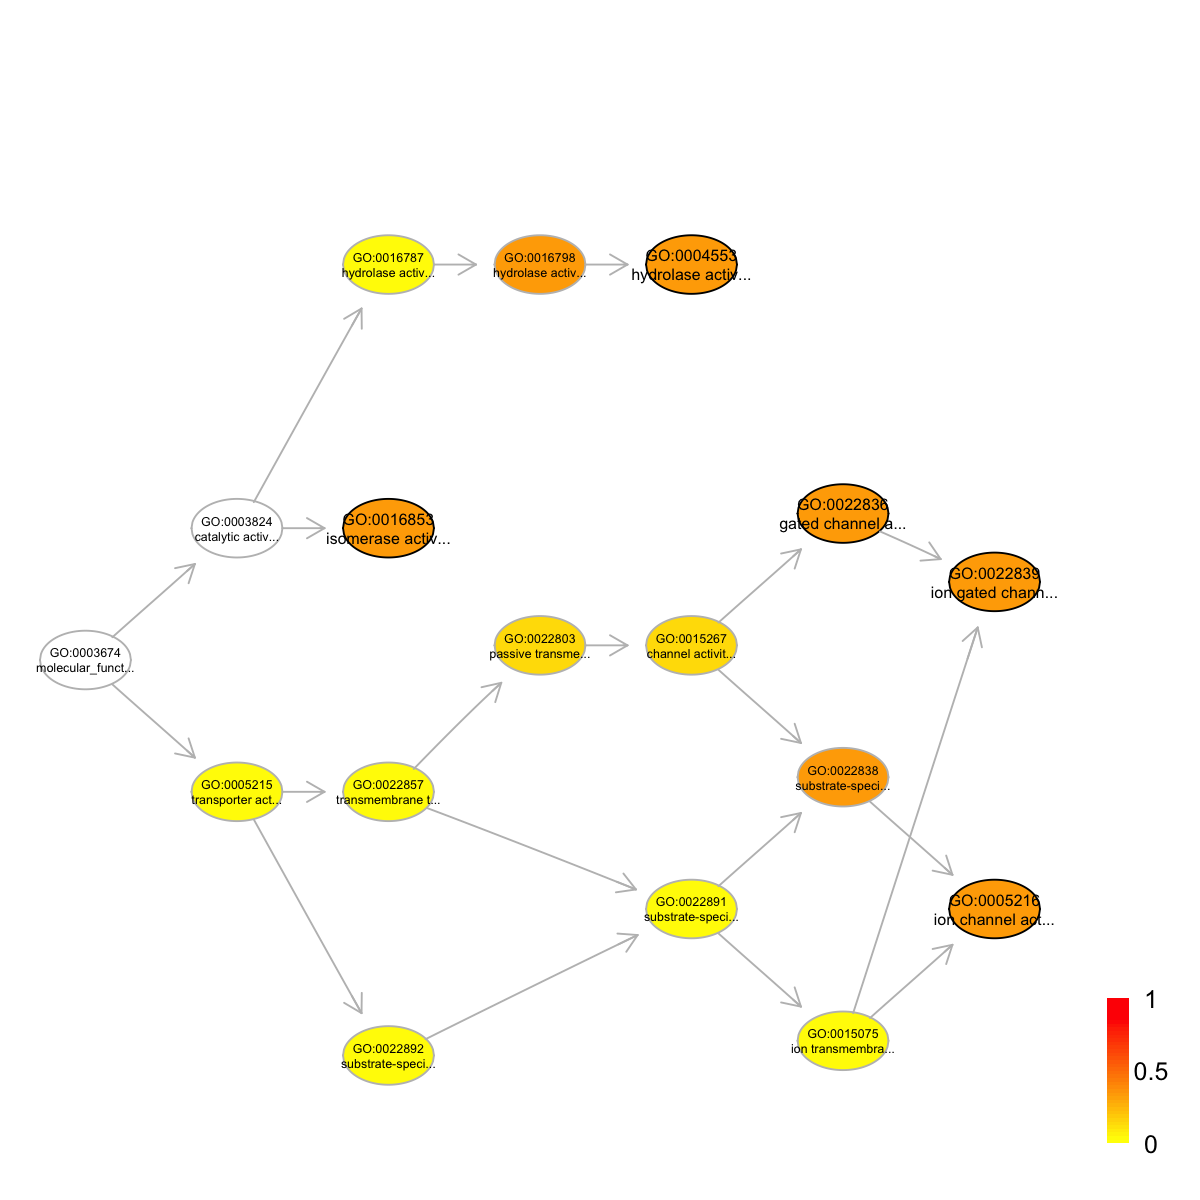 GO:0016787
hydrolase activ...
GO:0016798
hydrolase activ...
GO:0004553
hydrolase activ...
GO:0003824
catalytic activ...
GO:0016853
isomerase activ...
GO:0022836
gated channel a...
GO:0022839
ion gated chann...
GO:0003674
molecular_funct...
GO:0022803
passive transme...
GO:0015267
channel activit...
GO:0005215
transporter act...
GO:0022857
transmembrane t...
GO:0022838
substrate-speci...
GO:0022891
substrate-speci...
GO:0005216
ion channel act...
GO:0022892
substrate-speci...
GO:0015075
ion transmembra...
1
0.5
0